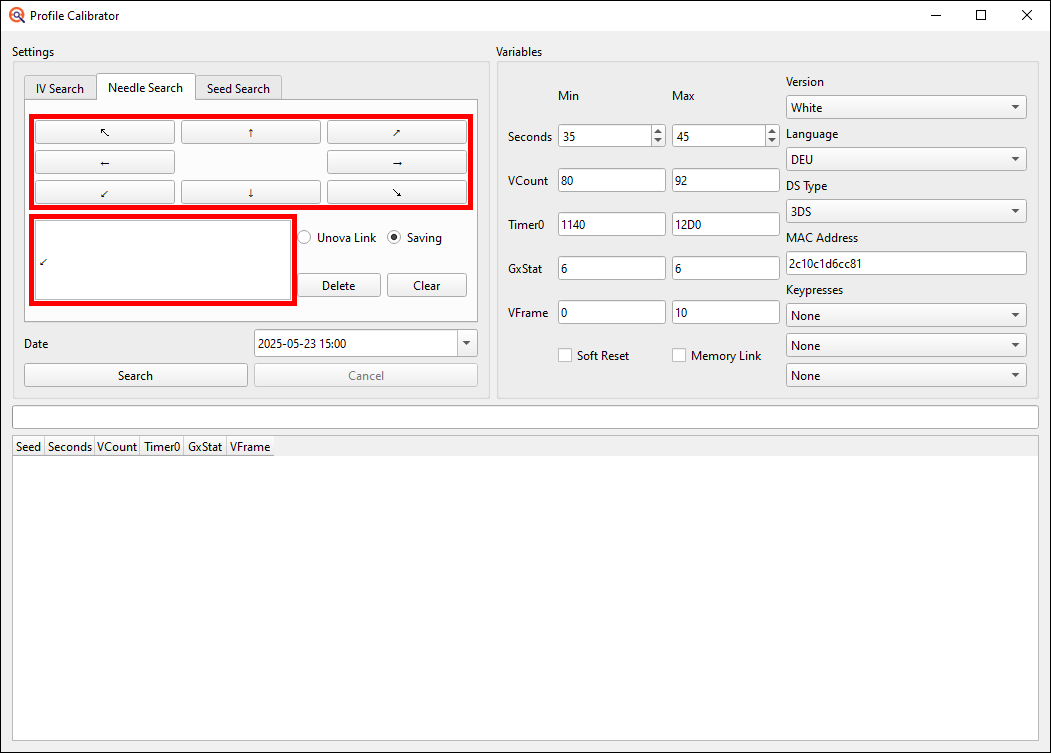 Profile Calibrator
Settings
IV Search Needle Search Seed Search
↖ ↑ ↗
← →
↙ ↓ ↘
↙
Unova Link Saving
Delete Clear
Date 2025-05-23 15:00
Search Cancel
Variables
Min Max
Seconds 35 45
VCount 80 92
Timer0 1140 12D0
GxStat 6 6
VFrame 0 10
Soft Reset Memory Link
Version
White
Language
DEU
DS Type
3DS
MAC Address
2c10c1d6cc81
Keypresses
None
None
None
Seed Seconds VCount Timer0 GxStat VFrame